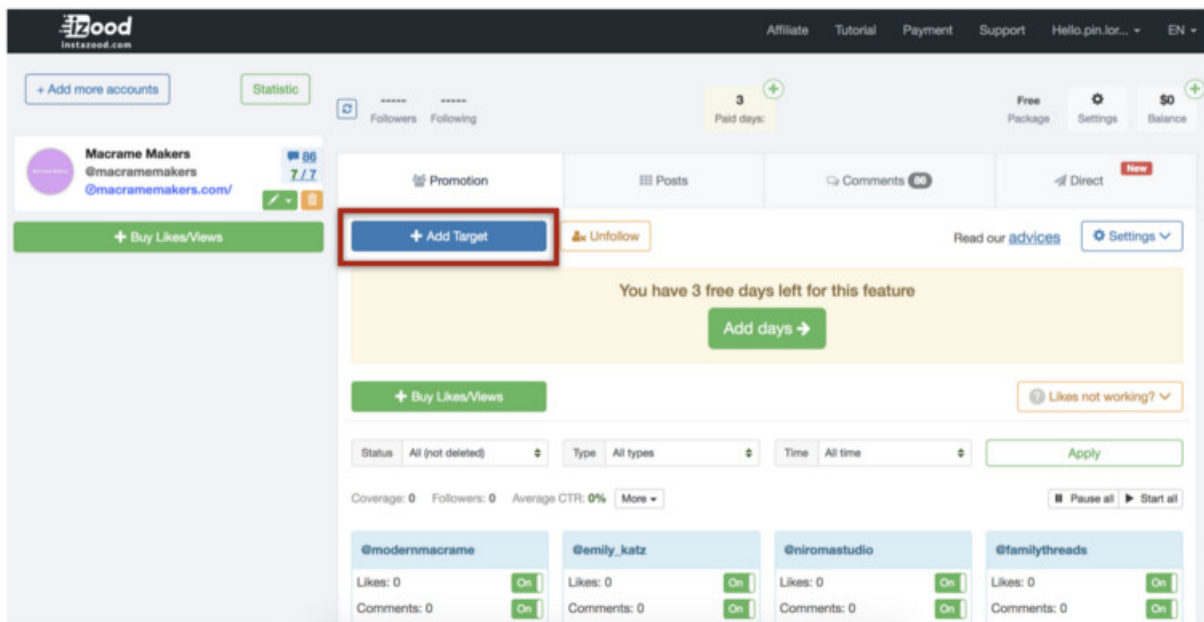 izood
instazood.com
Affiliate Tutorial Payment Support Hello.pin.lor... EN
+ Add more accounts Statistic
----- -----
Followers Following
3
Paid days:
Free
Package
Settings
$0
Balance
Macrame Makers
@macramemakers
macramemakers.com/
86
7 / 7
+ Buy Likes/Views
Promotion Posts Comments 86 Direct New
+ Add Target Unfollow Read our advices Settings
You have 3 free days left for this feature
Add days →
+ Buy Likes/Views ? Likes not working?
Status All (not deleted) Type All types Time All time Apply
Coverage: 0 Followers: 0 Average CTR: 0% More Pause all Start all
@modernmacrame @emily_katz @niromastudio @familythreads
Likes: 0 On Likes: 0 On Likes: 0 On Likes: 0 On
Comments: 0 On Comments: 0 On Comments: 0 On Comments: 0 On